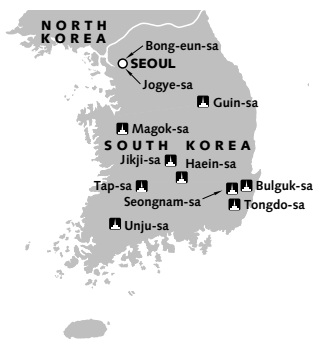 NORTH
KOREA
Bong-eun-sa
SEOUL
Jogye-sa
Guin-sa
Magok-sa
SOUTH KOREA
Jikji-sa
Haein-sa
Tap-sa
Bulguk-sa
Seongnam-sa
Tongdo-sa
Unju-sa